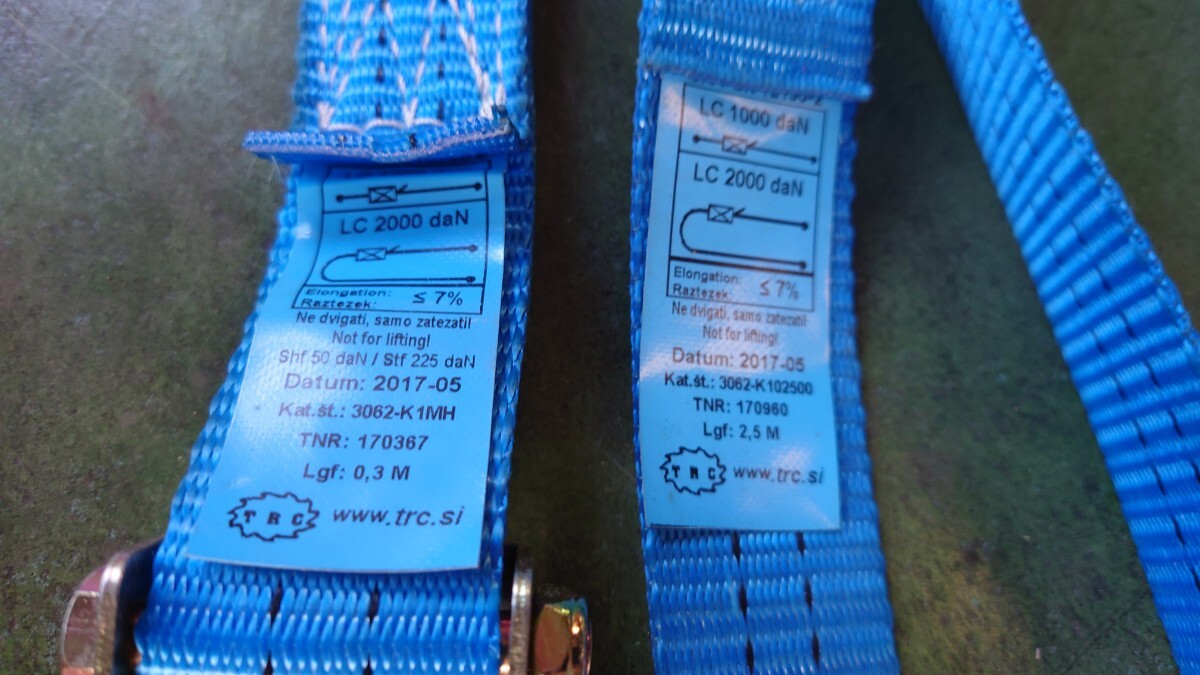 LC 2000 daN
Elongation:
Raztezek: ≤ 7%
Ne dvigati, samo zatezati!
Not for lifting!
Shf 50 daN / Stf 225 daN
Datum: 2017-05
Kat.št.: 3062-K1MH
TNR: 170367
Lgf: 0,3 M
TRC www.trc.si
LC 1000 daN
LC 2000 daN
Elongation:
Raztezek: ≤ 7%
Ne dvigati, samo zatezati!
Not for lifting!
Datum: 2017-05
Kat.št.: 3062-K102500
TNR: 170960
Lgf: 2,5 M
TRC www.trc.si